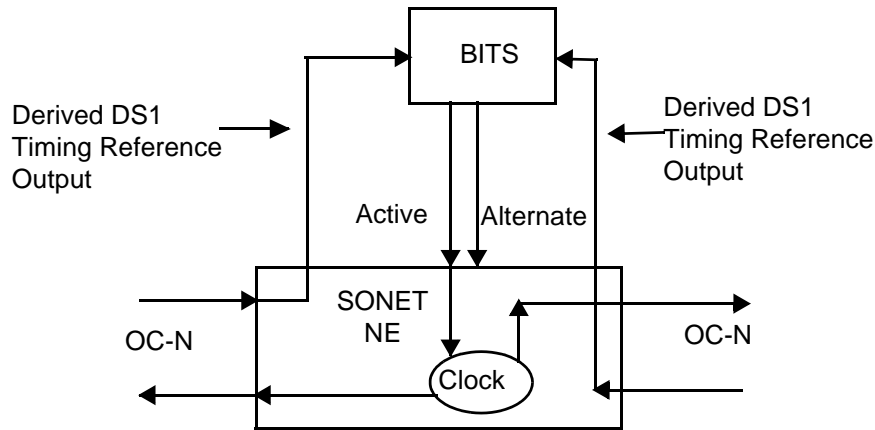 BITS
Derived DS1
Timing Reference
Output
Derived DS1
Timing Reference
Output
Active
Alternate
SONET
NE
OC-N
OC-N
Clock